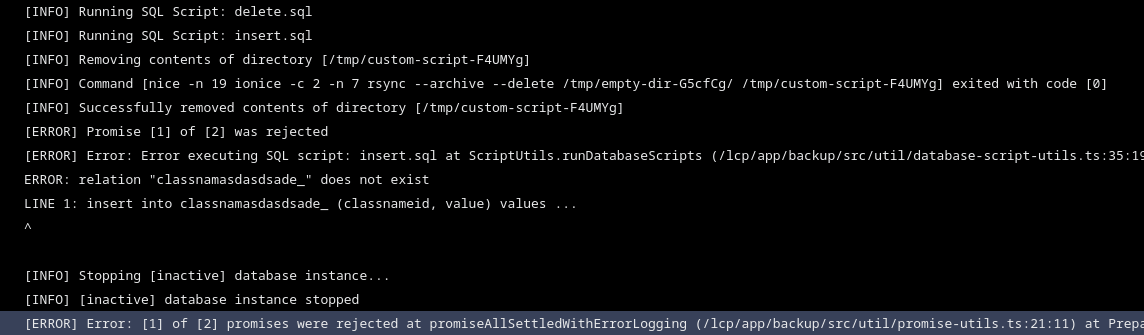 [INFO] Running SQL Script: delete.sql
[INFO] Running SQL Script: insert.sql
[INFO] Removing contents of directory [/tmp/custom-script-F4UMYg]
[INFO] Command [nice -n 19 ionice -c 2 -n 7 rsync --archive --delete /tmp/empty-dir-G5cfCg/ /tmp/custom-script-F4UMYg] exited with code [0]
[INFO] Successfully removed contents of directory [/tmp/custom-script-F4UMYg]
[ERROR] Promise [1] of [2] was rejected
[ERROR] Error: Error executing SQL script: insert.sql at ScriptUtils.runDatabaseScripts (/lcp/app/backup/src/util/database-script-utils.ts:35:19
ERROR: relation "classnamasdasdsade_" does not exist
LINE 1: insert into classnamasdasdsade_ (classnameid, value) values ...
^
[INFO] Stopping [inactive] database instance...
[INFO] [inactive] database instance stopped
[ERROR] Error: [1] of [2] promises were rejected at promiseAllSettledWithErrorLogging (/lcp/app/backup/src/util/promise-utils.ts:21:11) at Prep